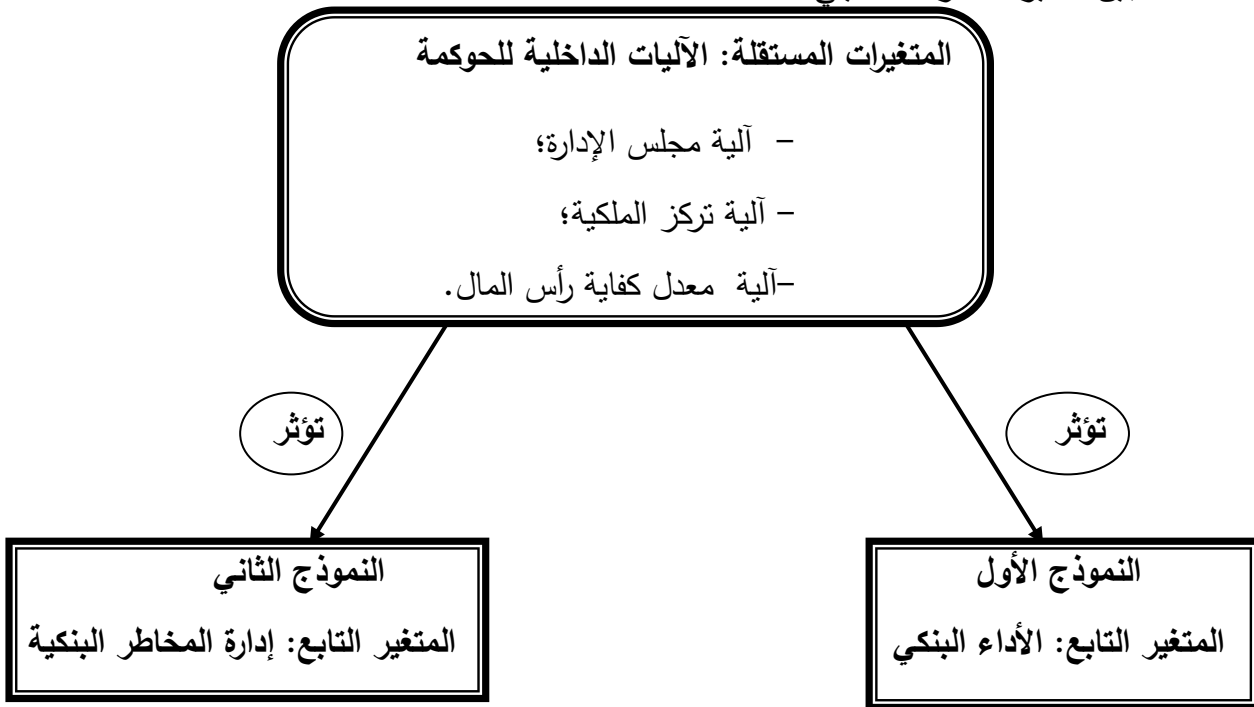 المتغيرات المستقلة: الآليات الداخلية للحوكمة
- آلية مجلس الإدارة؛
- آلية تركز الملكية؛
-آلية معدل كفاية رأس المال.
تؤثر
تؤثر
النموذج الأول
المتغير التابع: الأداء البنكي
النموذج الثاني
المتغير التابع: إدارة المخاطر البنكية